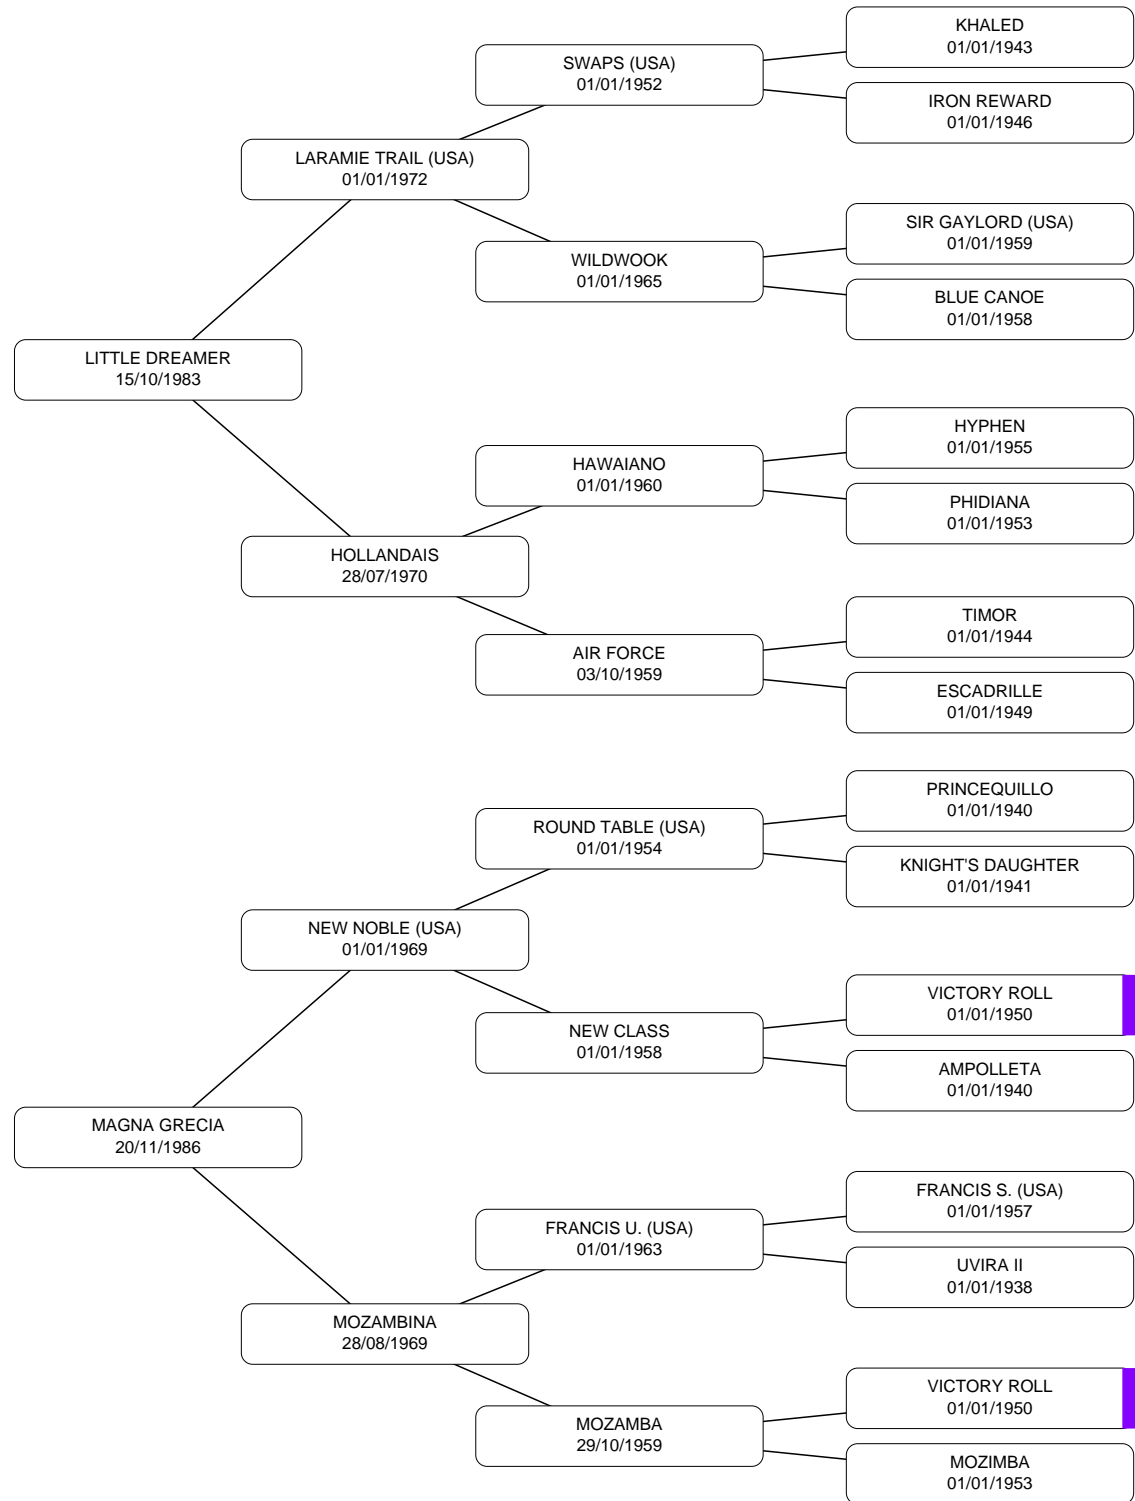 KHALED
01/01/1943
SWAPS (USA)
01/01/1952
IRON REWARD
01/01/1946
LARAMIE TRAIL (USA)
01/01/1972
SIR GAYLORD (USA)
01/01/1959
WILDWOOK
01/01/1965
BLUE CANOE
01/01/1958
LITTLE DREAMER
15/10/1983
HYPHEN
01/01/1955
HAWAIANO
01/01/1960
PHIDIANA
01/01/1953
HOLLANDAIS
28/07/1970
TIMOR
01/01/1944
AIR FORCE
03/10/1959
ESCADRILLE
01/01/1949
PRINCEQUILLO
01/01/1940
ROUND TABLE (USA)
01/01/1954
KNIGHT'S DAUGHTER
01/01/1941
NEW NOBLE (USA)
01/01/1969
VICTORY ROLL
01/01/1950
NEW CLASS
01/01/1958
AMPOLLETA
01/01/1940
MAGNA GRECIA
20/11/1986
FRANCIS S. (USA)
01/01/1957
FRANCIS U. (USA)
01/01/1963
UVIRA II
01/01/1938
MOZAMBINA
28/08/1969
VICTORY ROLL
01/01/1950
MOZAMBA
29/10/1959
MOZIMBA
01/01/1953